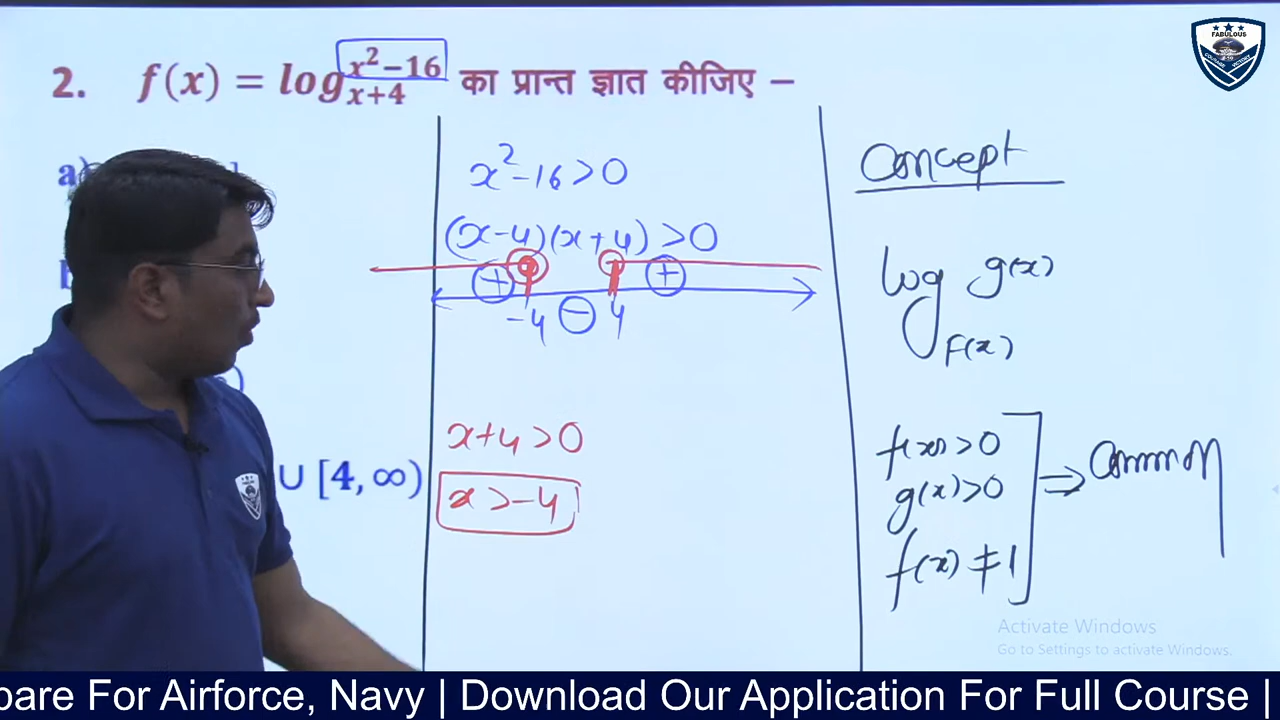 2. f(x) = log_{x+4}^{x²-16} का प्रान्त ज्ञात कीजिए –
a)
b
∪ [4, ∞)
x²-16>0
(x-4)(x+4)>0
+ + 
-4 − 4
x+4>0
x>-4
Concept
log g(x)
f(x)
f(x)>0
g(x)>0
⇒ Common
f(x)≠1
FABULOUS
Activate Windows
Go to Settings to activate Windows.
pare For Airforce, Navy | Download Our Application For Full Course |